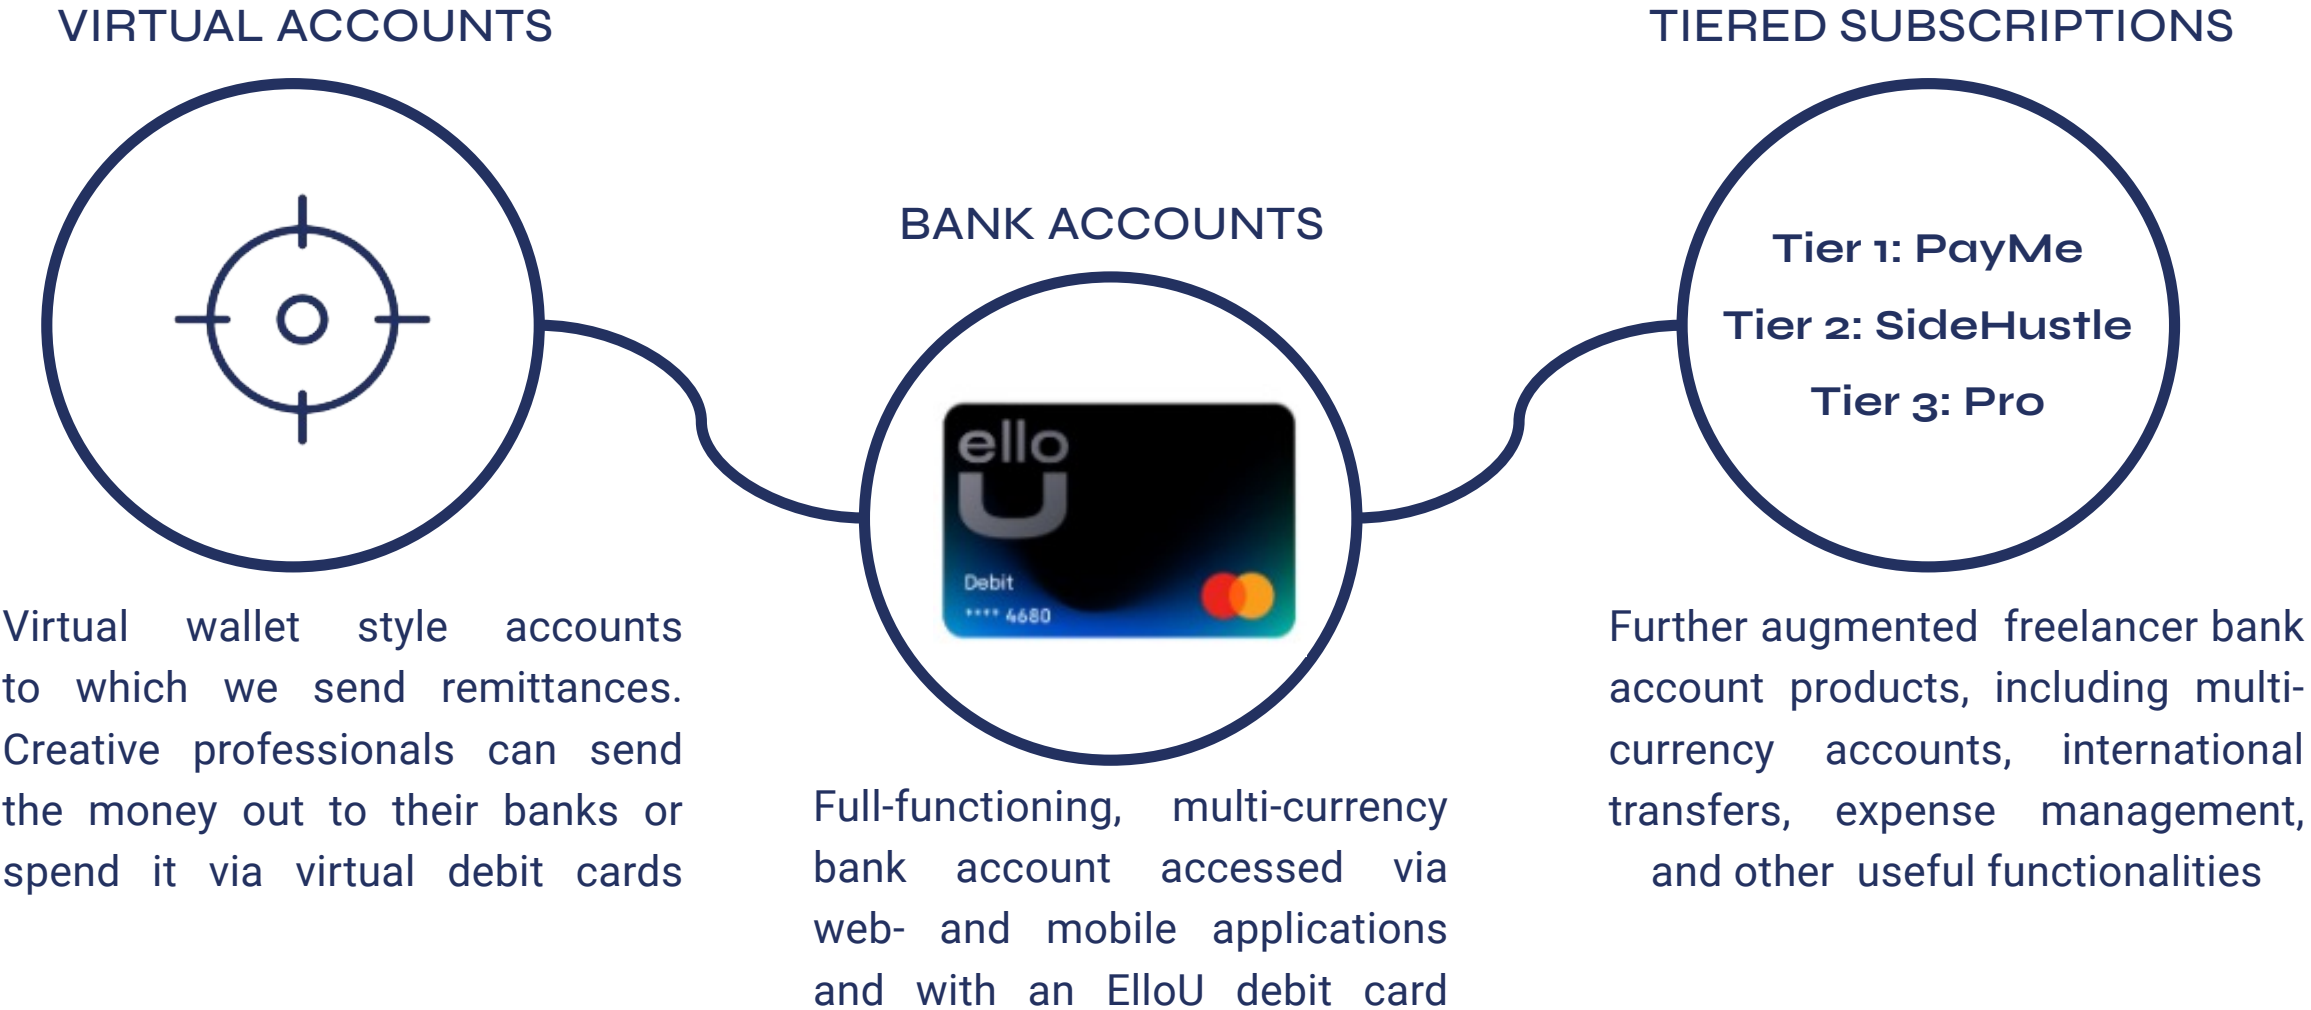 VIRTUAL ACCOUNTS
Virtual wallet style accounts
to which we send remittances.
Creative professionals can send
the money out to their banks or
spend it via virtual debit cards
BANK ACCOUNTS
ello
U
Debit
**** 4680
Full-functioning, multi-currency
bank account accessed via
web- and mobile applications
and with an ElloU debit card
TIERED SUBSCRIPTIONS
Tier 1: PayMe
Tier 2: SideHustle
Tier 3: Pro
Further augmented freelancer bank
account products, including multi-
currency accounts, international
transfers, expense management,
and other useful functionalities